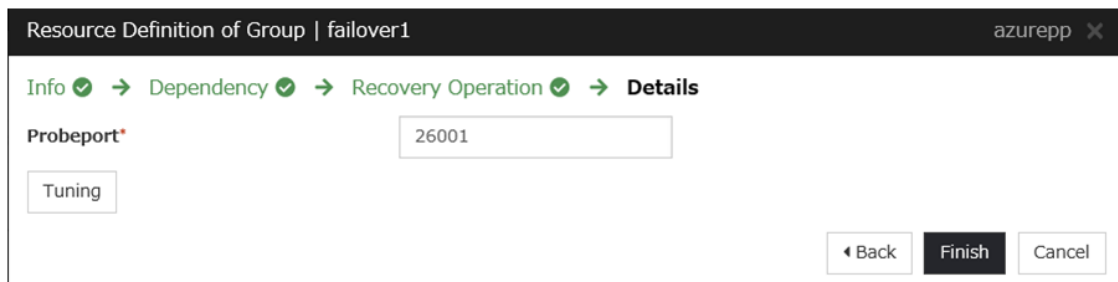 Resource Definition of Group | failover1 azurepp
Info → Dependency → Recovery Operation → Details
Probeport* 26001
Tuning
Back Finish Cancel